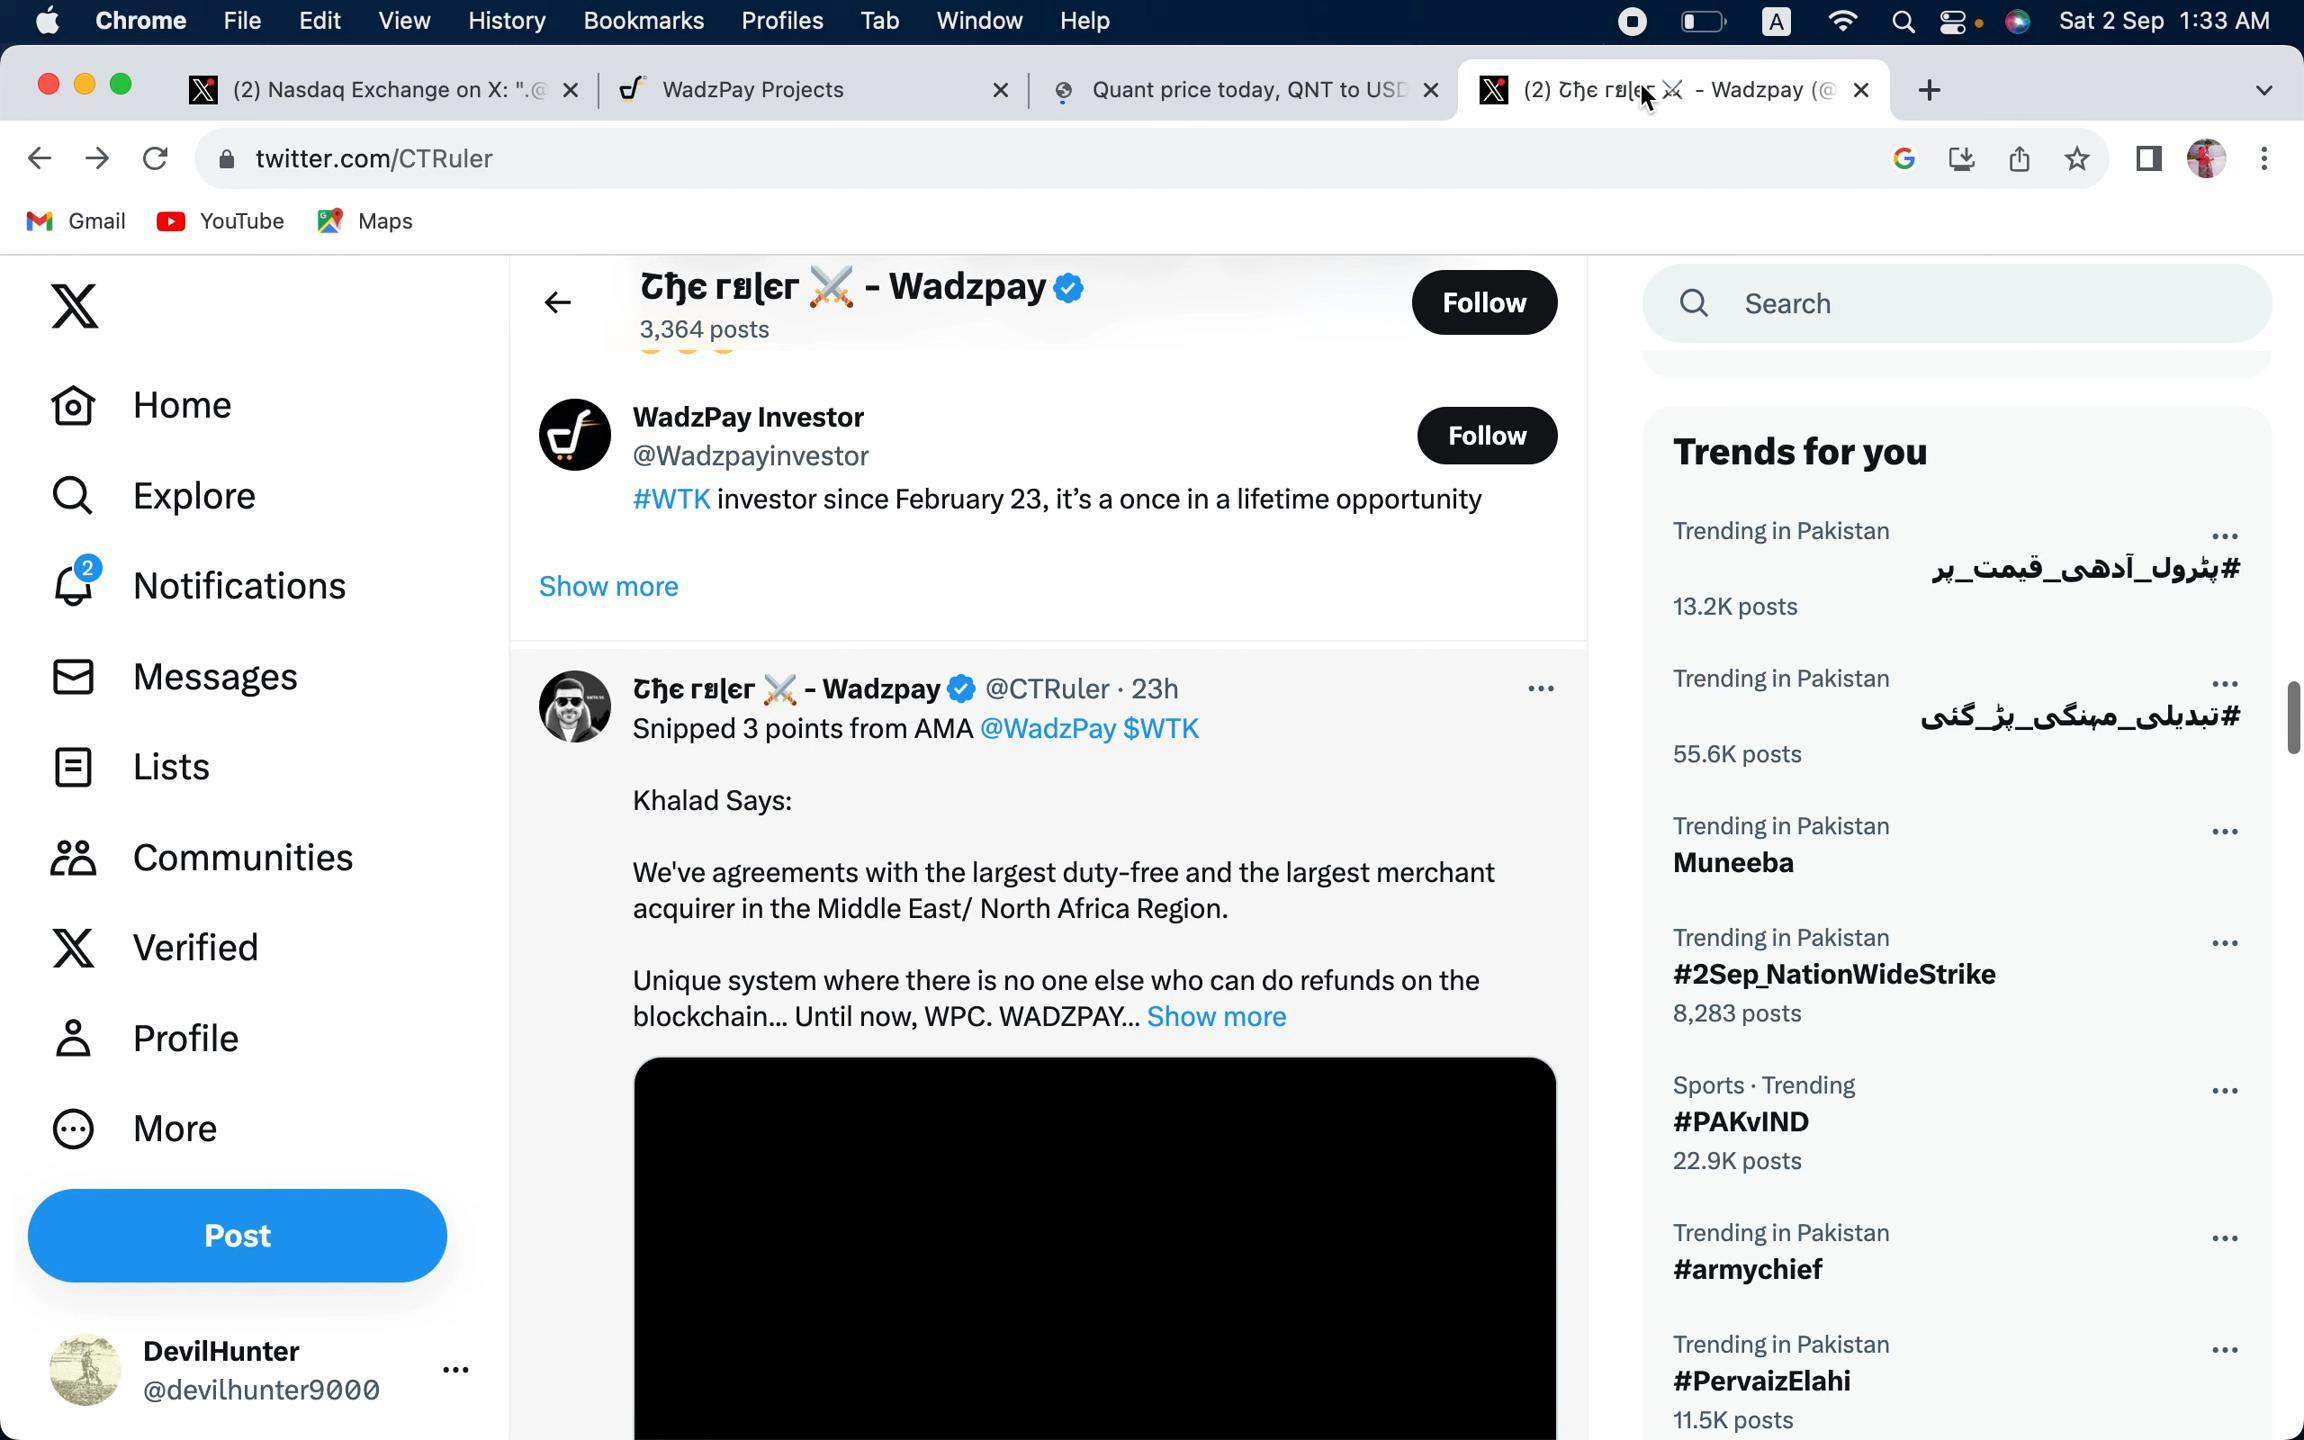 Chrome File Edit View History Bookmarks Profiles Tab Window Help A Sat 2 Sep 1:33 AM
(2) Nasdaq Exchange on X: ".@ WadzPay Projects Quant price today, QNT to USD (2) ᘔɧє гยɭєг ⚔️ - Wadzpay (@
twitter.com/CTRuler
Gmail YouTube Maps
Home
Explore
2
Notifications
Messages
Lists
Communities
Verified
Profile
More
Post
DevilHunter
@devilhunter9000
ᘔɧє гยɭєг ⚔️ - Wadzpay
3,364 posts
Follow
WadzPay Investor
@Wadzpayinvestor
Follow
#WTK investor since February 23, it’s a once in a lifetime opportunity
Show more
ᘔɧє гยɭєг ⚔️ - Wadzpay @CTRuler · 23h
Snipped 3 points from AMA @WadzPay $WTK
Khalad Says:
We've agreements with the largest duty-free and the largest merchant
acquirer in the Middle East/ North Africa Region.
Unique system where there is no one else who can do refunds on the
blockchain... Until now, WPC. WADZPAY... Show more
Search
Trends for you
Trending in Pakistan
#پٹرول_آدھی_قیمت_پر
13.2K posts
Trending in Pakistan
#تبدیلی_مہنگی_پڑ_گئی
55.6K posts
Trending in Pakistan
Muneeba
Trending in Pakistan
#2Sep_NationWideStrike
8,283 posts
Sports · Trending
#PAKvIND
22.9K posts
Trending in Pakistan
#armychief
Trending in Pakistan
#PervaizElahi
11.5K posts